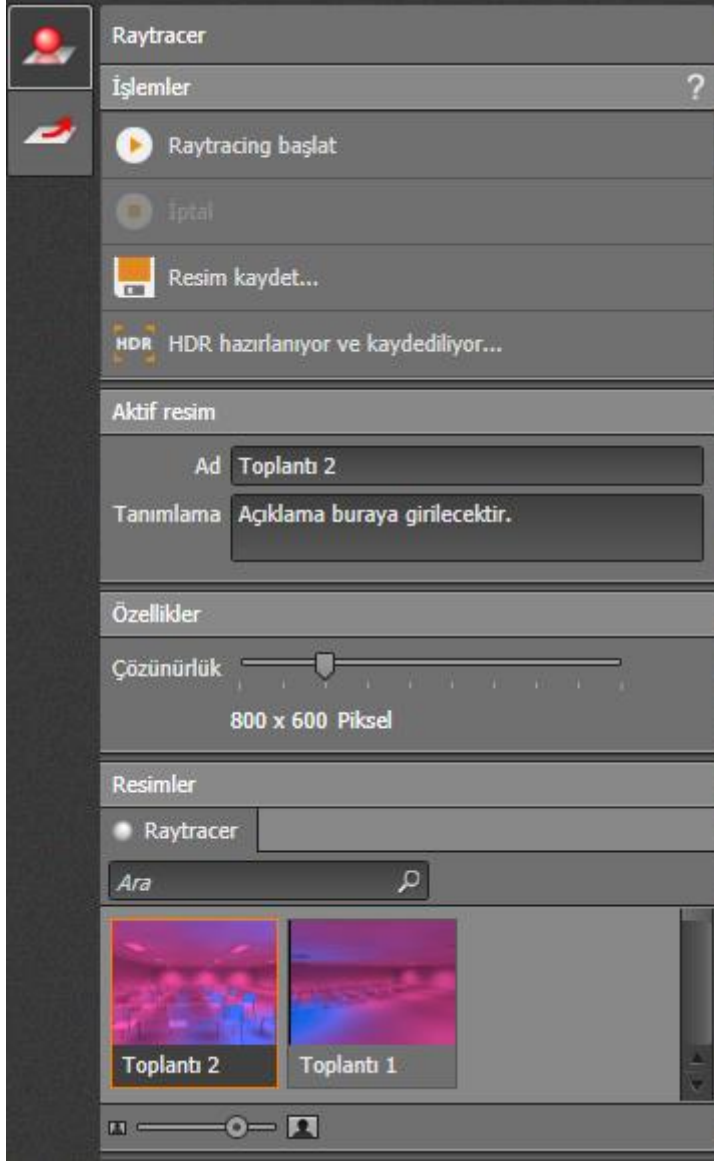 Raytracer
İşlemler ?
Raytracing başlat
İptal
Resim kaydet...
HDR HDR hazırlanıyor ve kaydediliyor...
Aktif resim
Ad Toplantı 2
Tanımlama Açıklama buraya girilecektir.
Özellikler
Çözünürlük
800 x 600 Piksel
Resimler
Raytracer
Ara
Toplantı 2 Toplantı 1